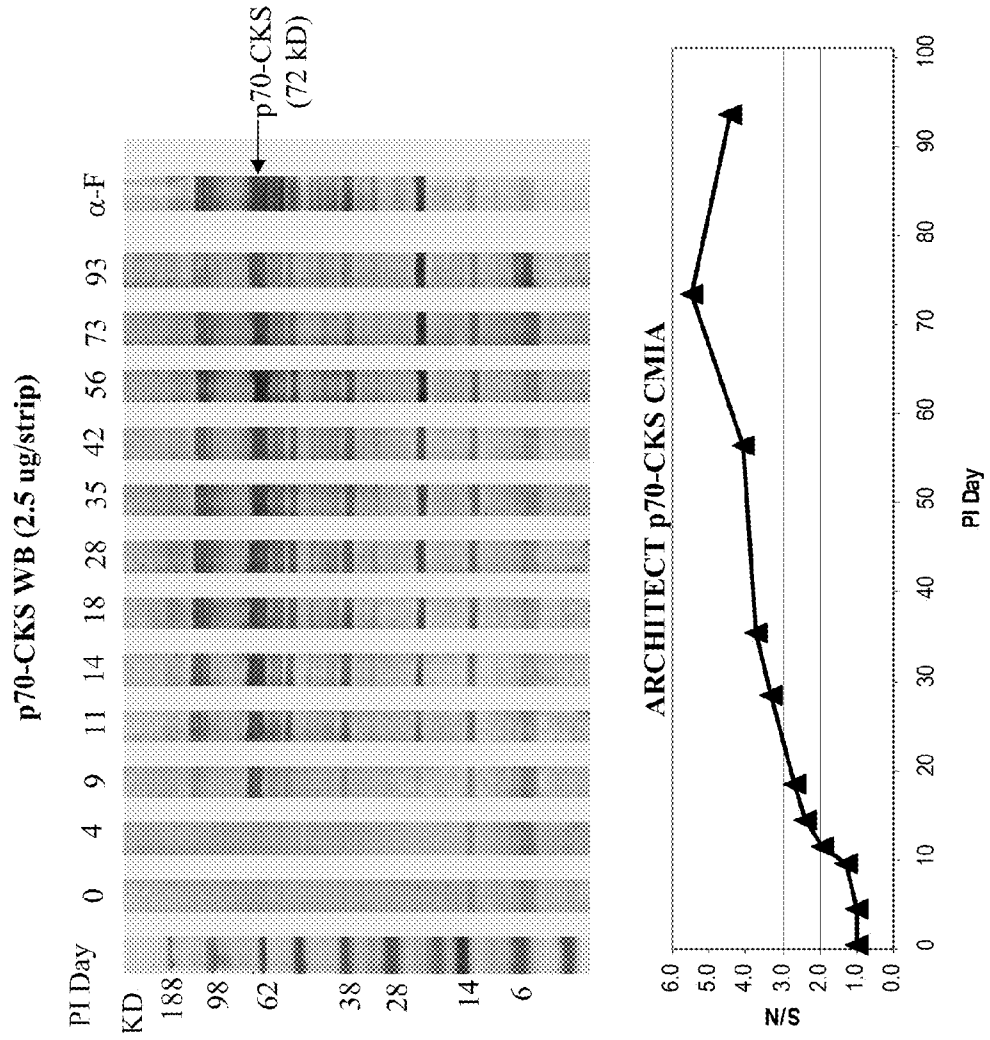 p70-CKS WB (2.5 ug/strip)
PI Day 0 4 9 11 14 18 28 35 42 56 73 93 α-F
KD
188
98
62
38
28
14
6
p70-CKS
(72 kD)
ARCHITECT p70-CKS CMIA
6.0
5.0
4.0
3.0
2.0
1.0
0.0
S/N
0 10 20 30 40 50 60 70 80 90 100
PI Day